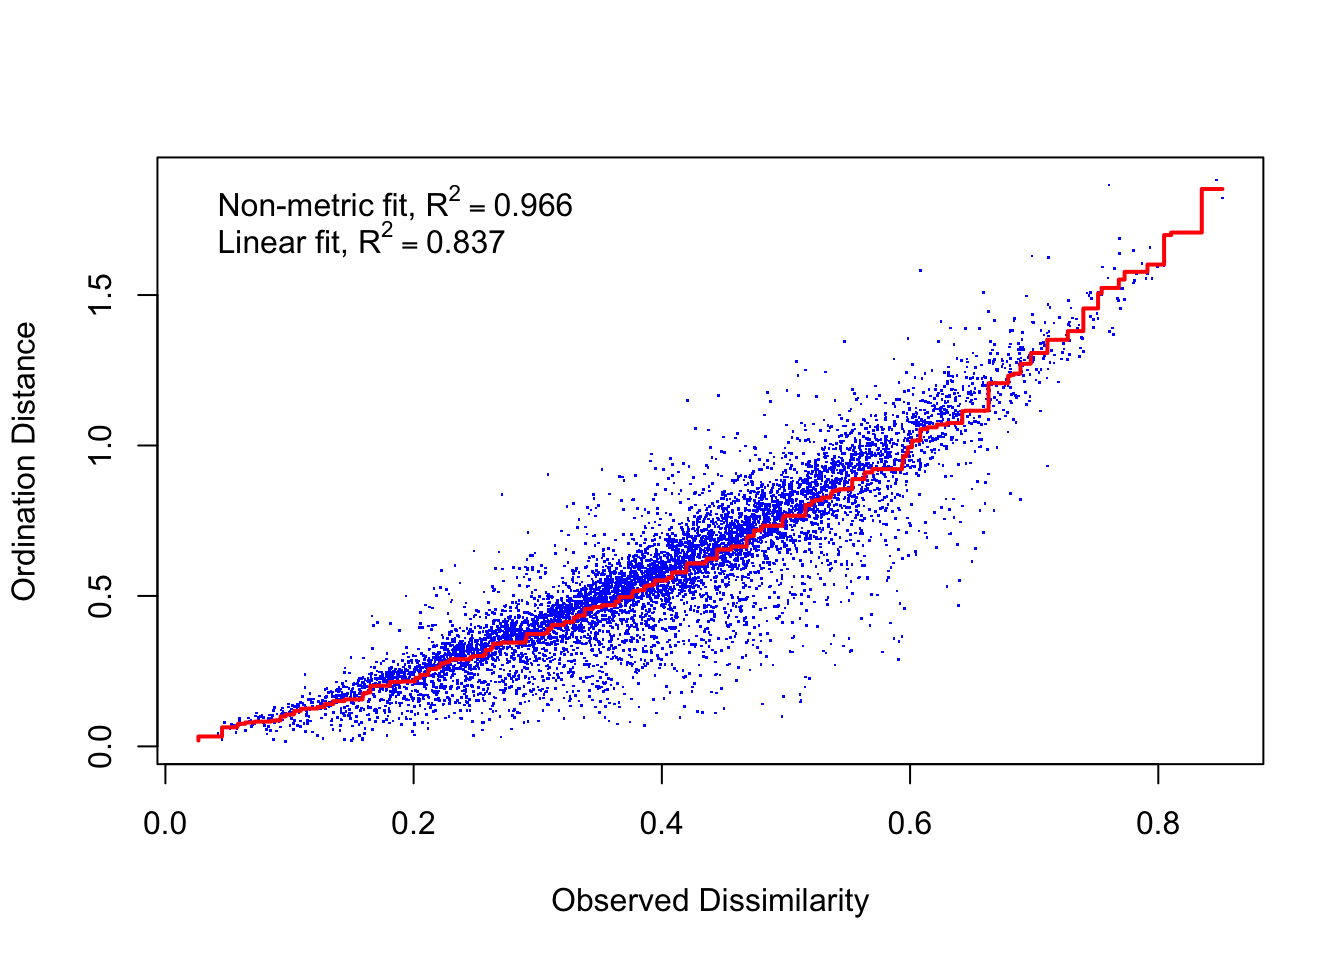 Non-metric fit, R² = 0.966
Linear fit, R² = 0.837
Ordination Distance
0.0
0.5
1.0
1.5
0.0 0.2 0.4 0.6 0.8
Observed Dissimilarity